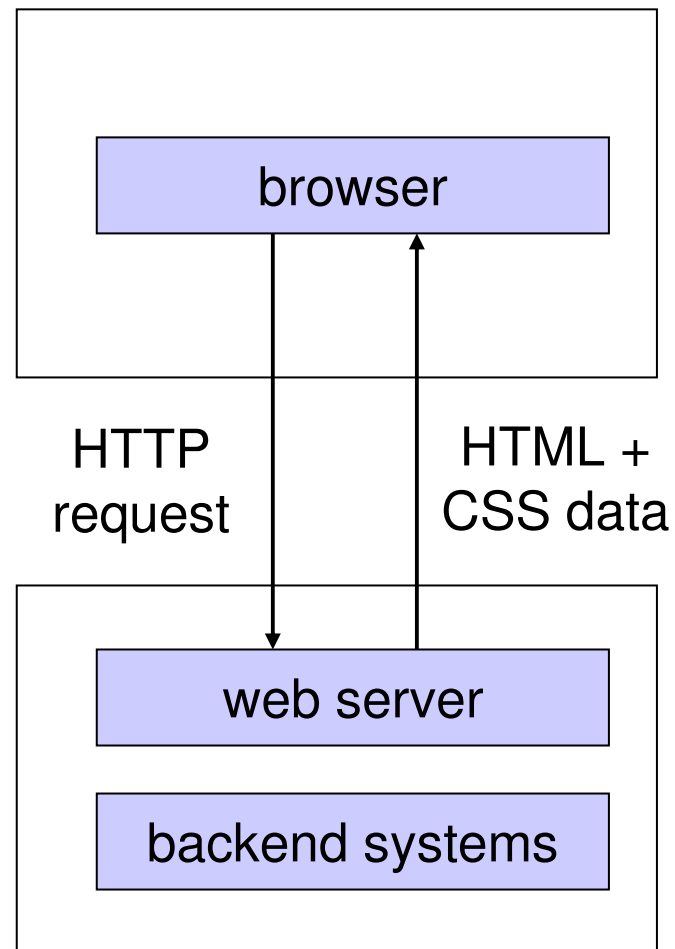 browser
HTTP
request
HTML +
CSS data
web server
backend systems